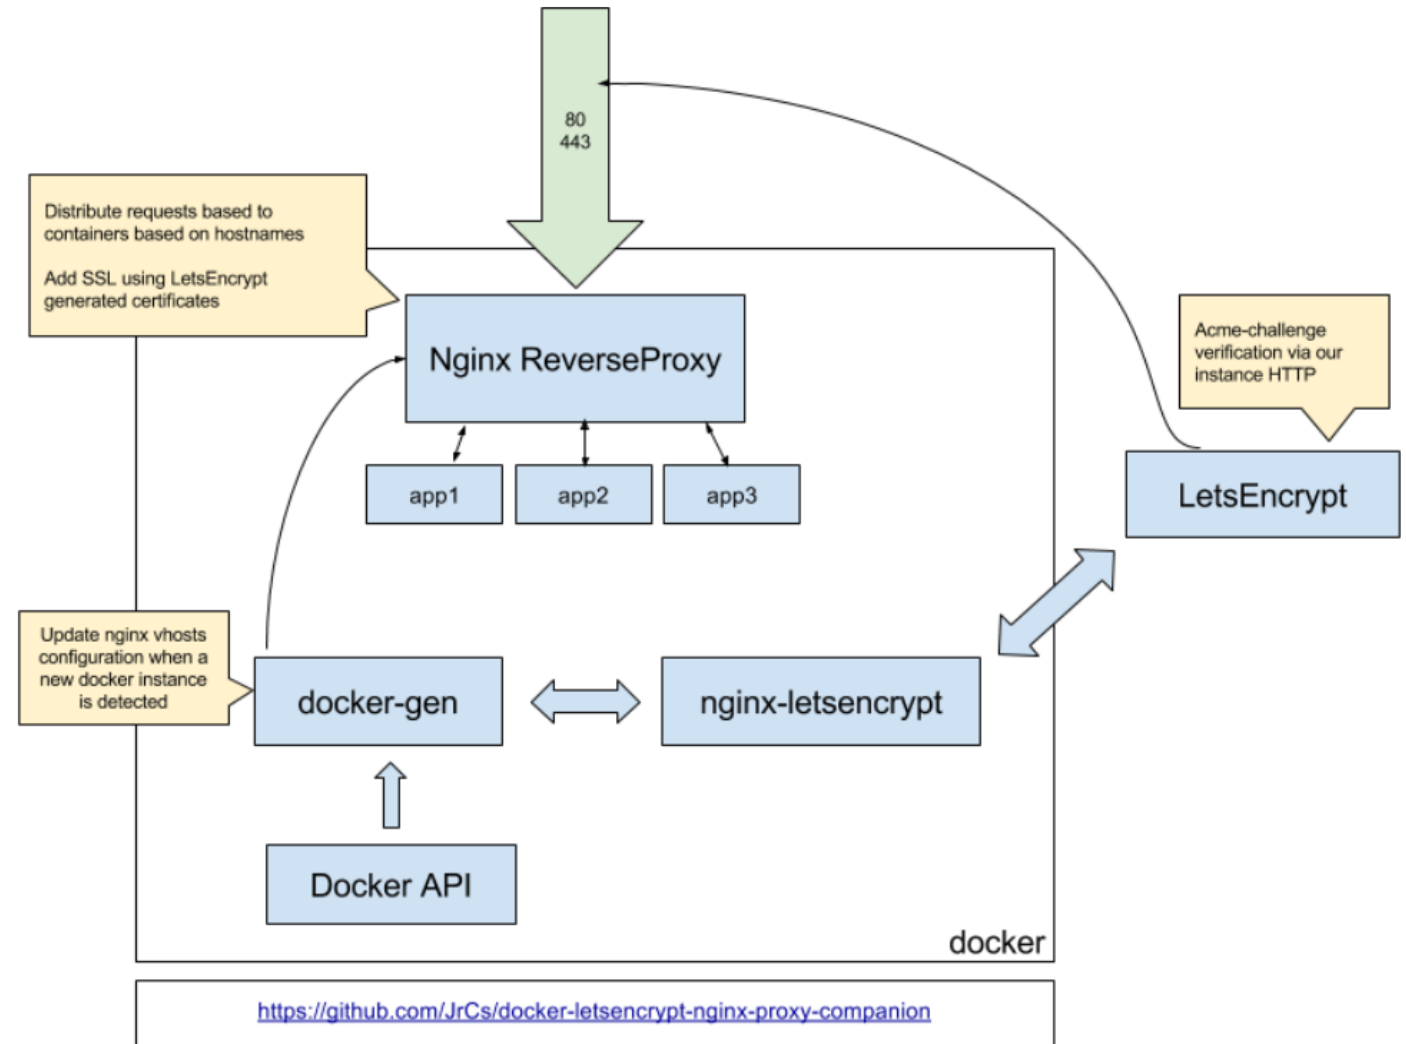 80
443
Distribute requests based to
containers based on hostnames
Add SSL using LetsEncrypt
generated certificates
Nginx ReverseProxy
Acme-challenge
verification via our
instance HTTP
app1
app2
app3
LetsEncrypt
Update nginx vhosts
configuration when a
new docker instance
is detected
docker-gen
nginx-letsencrypt
Docker API
docker
https://github.com/JrCs/docker-letsencrypt-nginx-proxy-companion